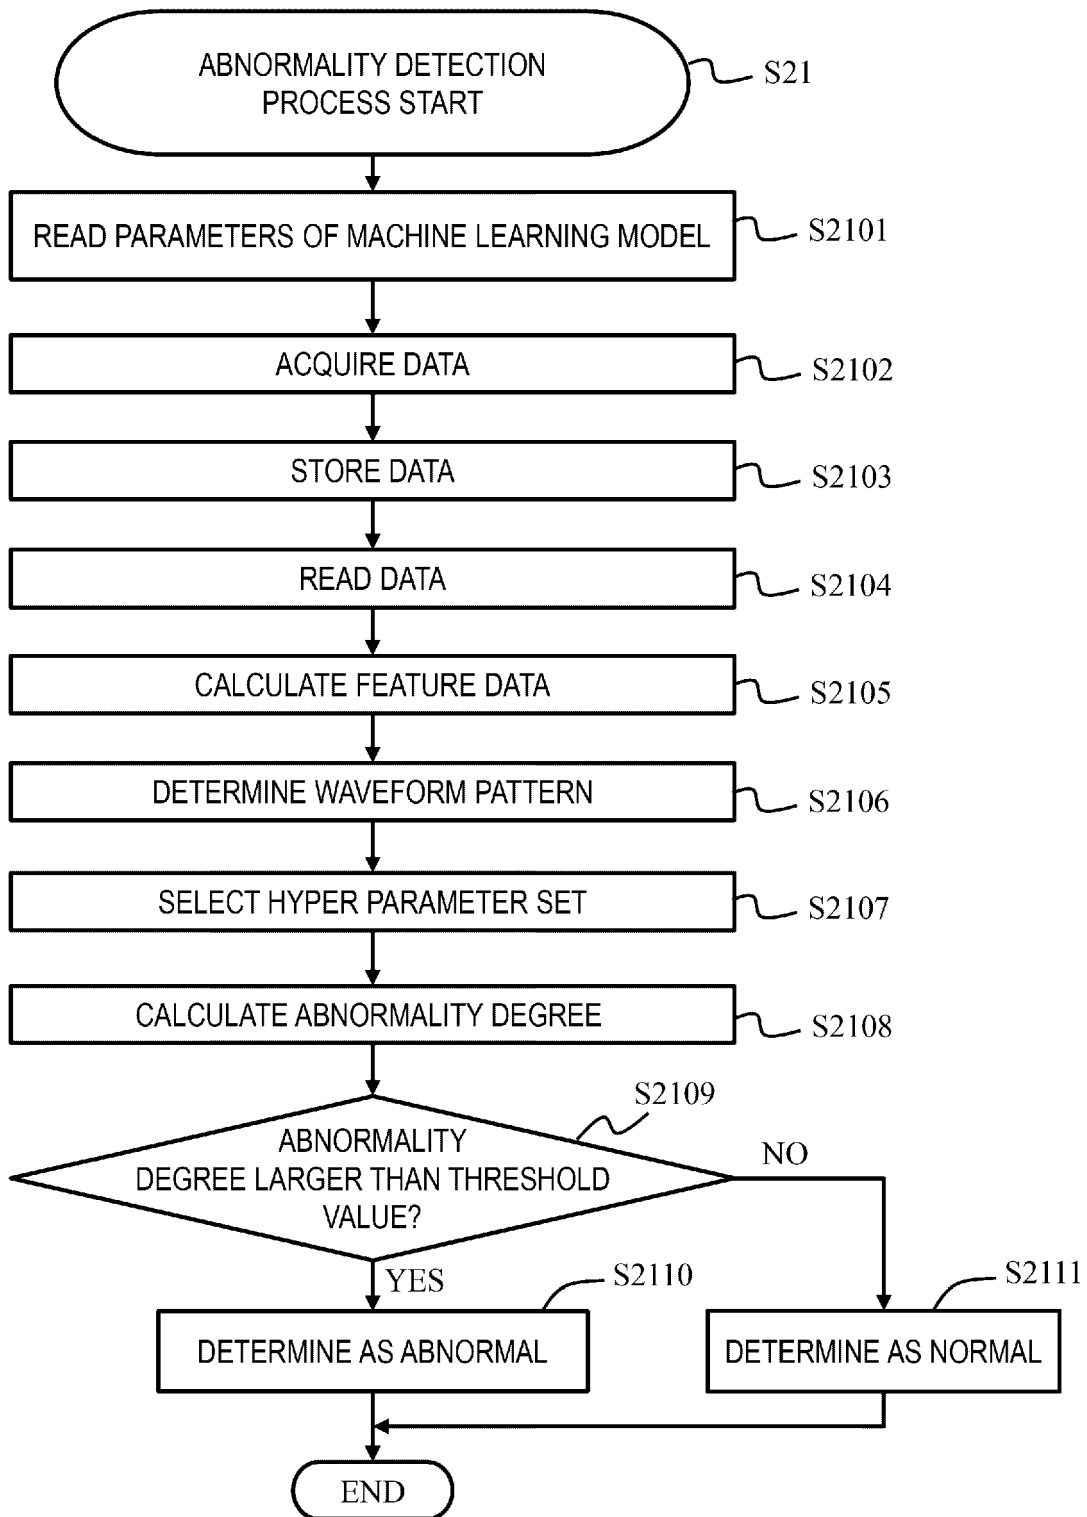 ABNORMALITY DETECTION
PROCESS START
S21
READ PARAMETERS OF MACHINE LEARNING MODEL
S2101
ACQUIRE DATA
S2102
STORE DATA
S2103
READ DATA
S2104
CALCULATE FEATURE DATA
S2105
DETERMINE WAVEFORM PATTERN
S2106
SELECT HYPER PARAMETER SET
S2107
CALCULATE ABNORMALITY DEGREE
S2108
S2109
ABNORMALITY
DEGREE LARGER THAN THRESHOLD
VALUE?
NO
YES
S2110
S2111
DETERMINE AS ABNORMAL
DETERMINE AS NORMAL
END